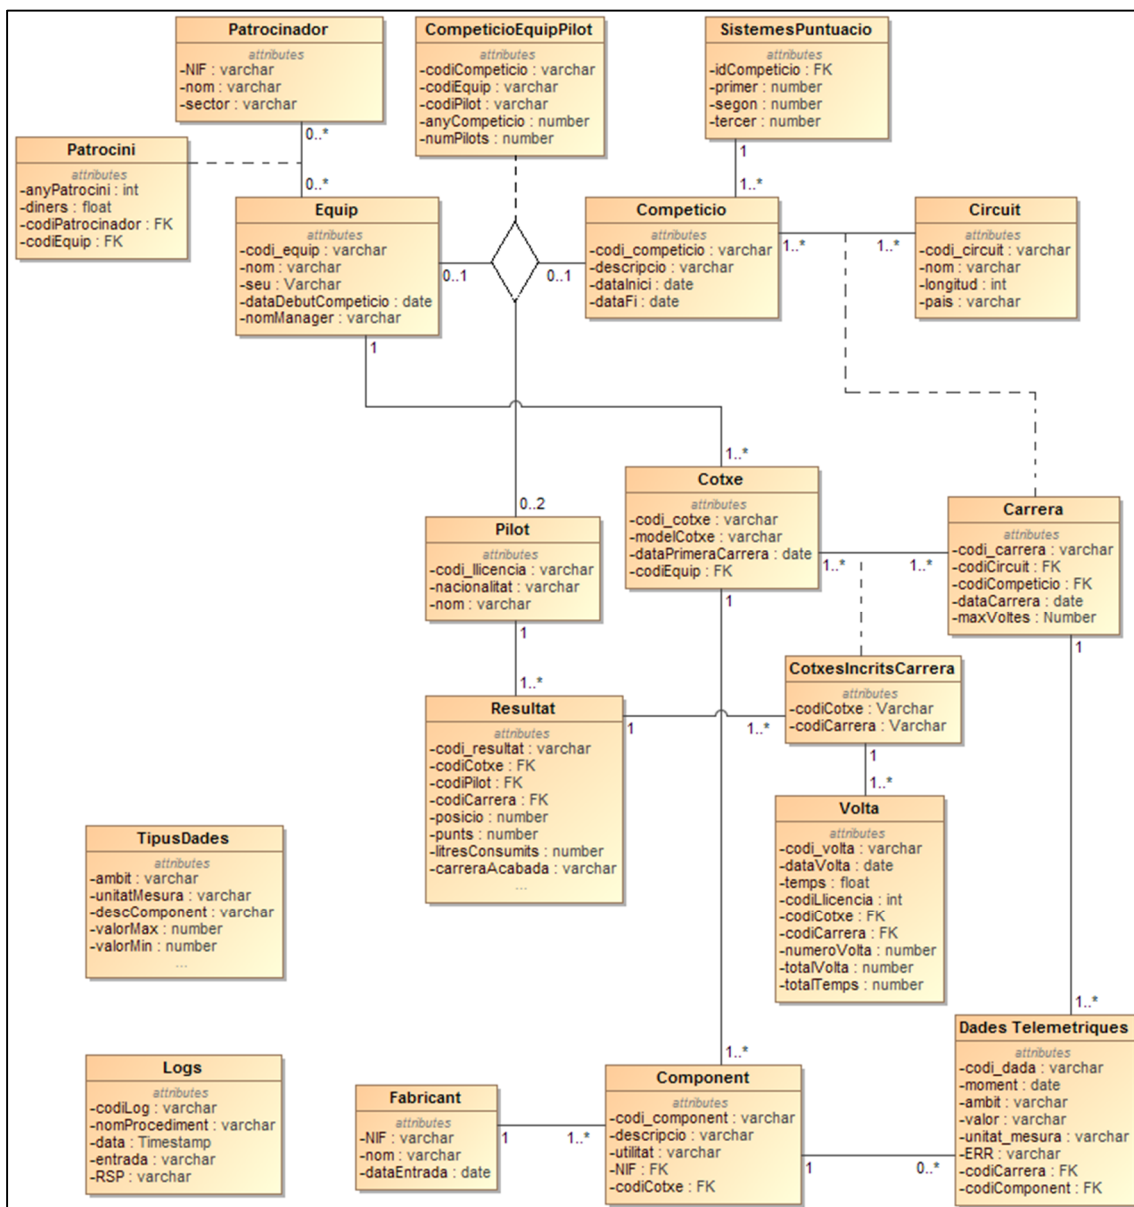 Patrocinador
attributes
-NIF : varchar
-nom : varchar
-sector : varchar
CompeticioEquipPilot
attributes
-codiCompeticio : varchar
-codiEquip : varchar
-codiPilot : varchar
-anyCompeticio : number
-numPilots : number
SistemesPuntuacio
attributes
-idCompeticio : FK
-primer : number
-segon : number
-tercer : number
0..*
1
Patrocini
attributes
-anyPatrocini : int
-diners : float
-codiPatrocinador : FK
-codiEquip : FK
0..*
1..*
Equip
attributes
-codi_equip : varchar
-nom : varchar
-seu : Varchar
-dataDebutCompeticio : date
-nomManager : varchar
0..1
0..1
Competicio
attributes
-codi_competicio : varchar
-descripcio : varchar
-dataInici : date
-dataFi : date
1..*
1..*
Circuit
attributes
-codi_circuit : varchar
-nom : varchar
-longitud : int
-pais : varchar
1
1..*
0..2
Cotxe
attributes
-codi_cotxe : varchar
-modelCotxe : varchar
-dataPrimeraCarrera : date
-codiEquip : FK
1..*
1..*
1
Carrera
attributes
-codi_carrera : varchar
-codiCircuit : FK
-codiCompeticio : FK
-dataCarrera : date
-maxVoltes : Number
1
Pilot
attributes
-codi_llicencia : varchar
-nacionalitat : varchar
-nom : varchar
1
1..*
CotxesIncritsCarrera
attributes
-codiCotxe : Varchar
-codiCarrera : Varchar
Resultat
attributes
-codi_resultat : varchar
-codiCotxe : FK
-codiPilot : FK
-codiCarrera : FK
-posicio : number
-punts : number
-litresConsumits : number
-carreraAcabada : varchar
...
1
1..*
1
1..*
Volta
attributes
-codi_volta : varchar
-dataVolta : date
-temps : float
-codiLlicencia : int
-codiCotxe : FK
-codiCarrera : FK
-numeroVolta : number
-totalVolta : number
-totalTemps : number
TipusDades
attributes
-ambit : varchar
-unitatMesura : varchar
-descComponent : varchar
-valorMax : number
-valorMin : number
...
1..*
1..*
Dades Telemetriques
attributes
-codi_dada : varchar
-moment : date
-ambit : varchar
-valor : varchar
-unitat_mesura : varchar
-ERR : varchar
-codiCarrera : FK
-codiComponent : FK
Logs
attributes
-codiLog : varchar
-nomProcediment : varchar
-data : Timestamp
-entrada : varchar
-RSP : varchar
Fabricant
attributes
-NIF : varchar
-nom : varchar
-dataEntrada : date
1
1..*
Component
attributes
-codi_component : varchar
-descripcio : varchar
-utilitat : varchar
-NIF : FK
-codiCotxe : FK
1
0..*